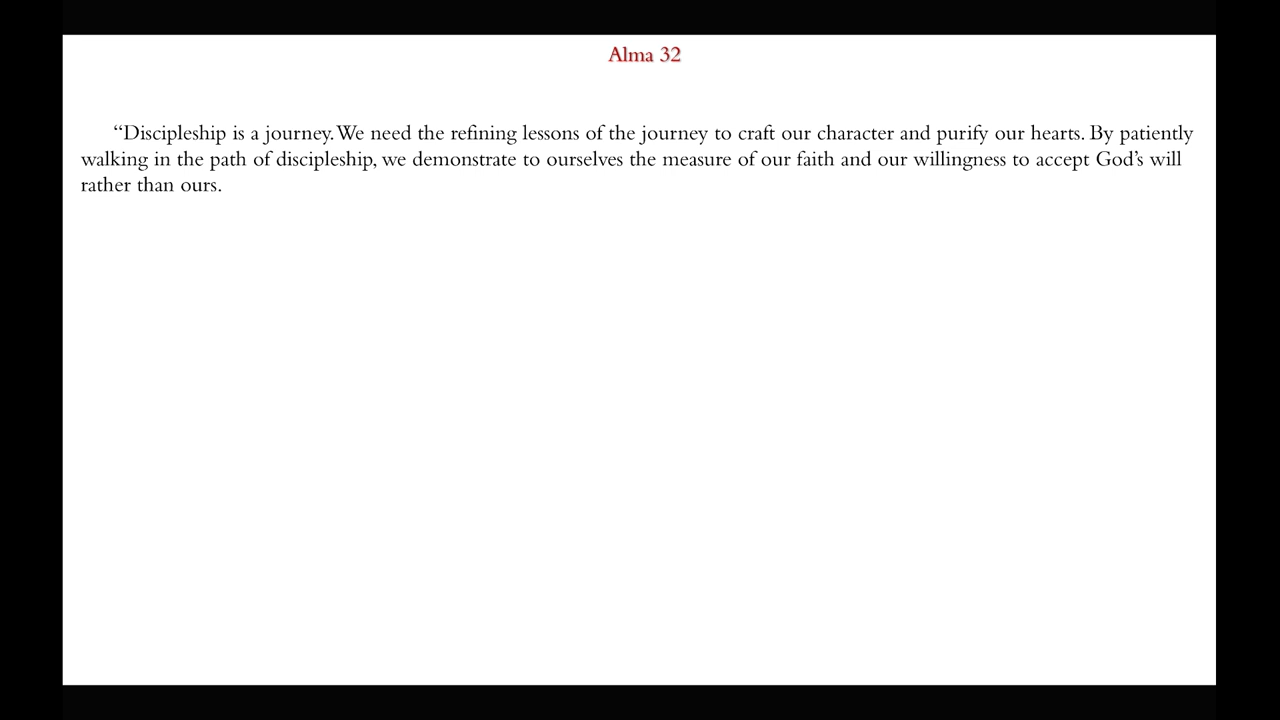 Alma 32
“Discipleship is a journey. We need the refining lessons of the journey to craft our character and purify our hearts. By patiently
walking in the path of discipleship, we demonstrate to ourselves the measure of our faith and our willingness to accept God’s will
rather than ours.